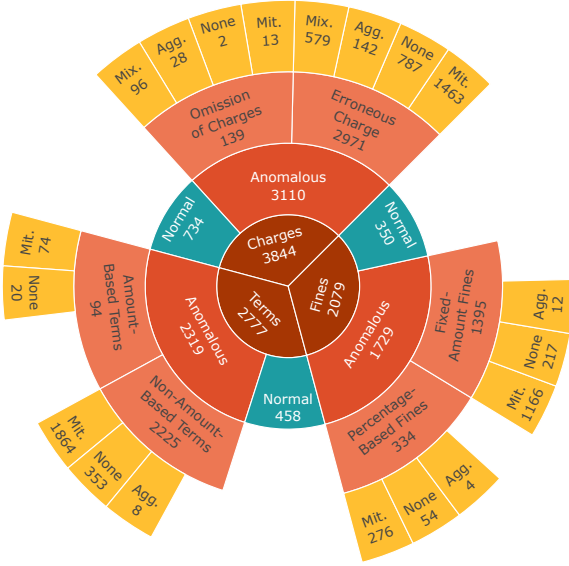 Mix.
96
Agg.
28
None
2
Mit.
13
Mix.
579
Agg.
142
None
787
Mit.
1463
Omission
of Charges
139
Erroneous
Charge
2971
Anomalous
3110
Normal
734
Normal
350
Charges
3844
Fines
2079
Terms
2777
Anomalous
1729
Fixed-
Amount Fines
1395
Agg.
12
None
217
Mit.
1166
Percentage-
Based Fines
334
Agg.
4
None
54
Mit.
276
Normal
458
Anomalous
2319
Non-Amount-
Based Terms
2225
Agg.
8
None
353
Mit.
1864
Amount-
Based Terms
94
None
20
Mit.
74